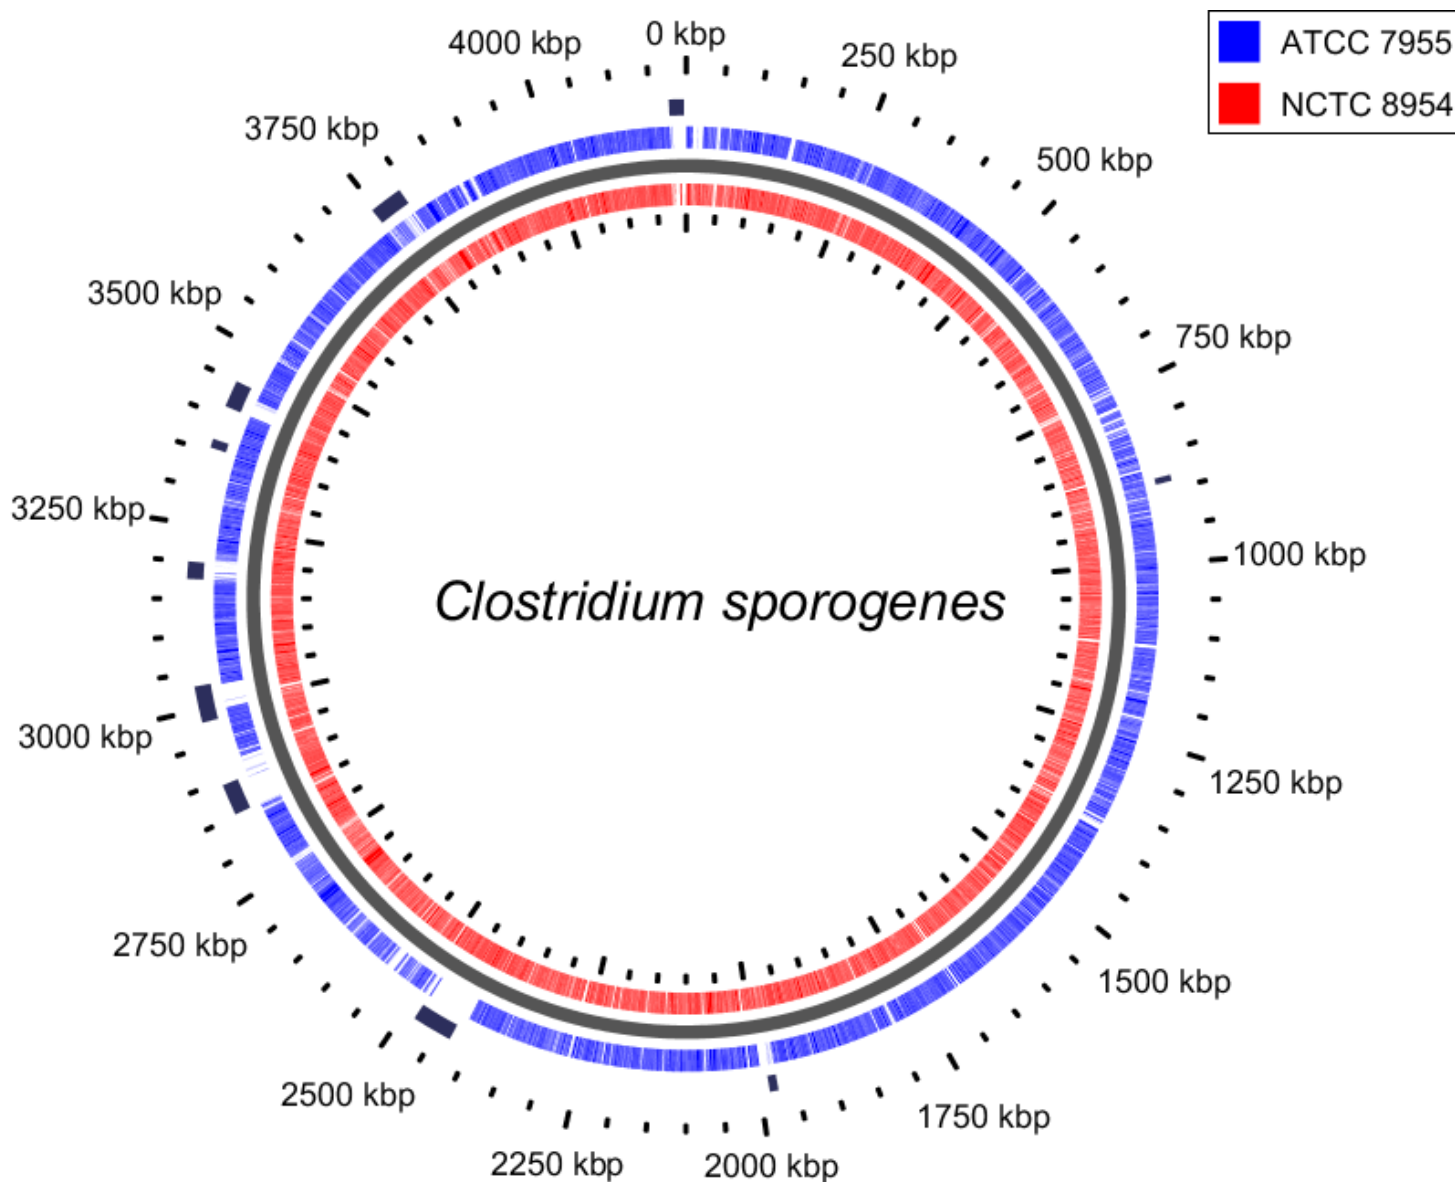 0 kbp
250 kbp
500 kbp
750 kbp
1000 kbp
1250 kbp
1500 kbp
1750 kbp
2000 kbp
2250 kbp
2500 kbp
2750 kbp
3000 kbp
3250 kbp
3500 kbp
3750 kbp
4000 kbp
ATCC 7955
NCTC 8954
Clostridium sporogenes